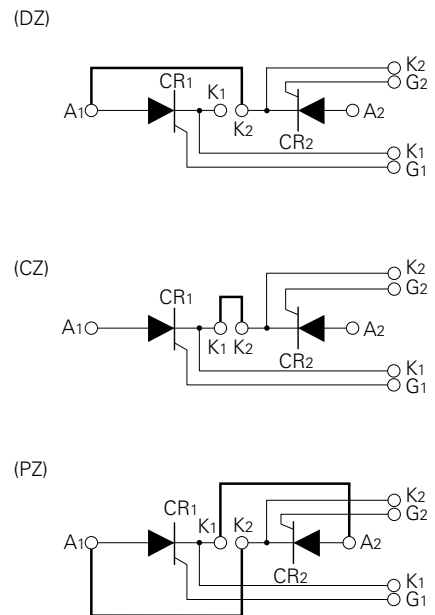 (DZ)
CR1 K1 K2
G2
A1 K2 CR2 A2
K1
G1
(CZ)
CR1 K2
G2
A1 K1 K2 CR2 A2
K1
G1
(PZ)
CR1 K1 K2 K2
G2
A1 CR2 A2
K1
G1